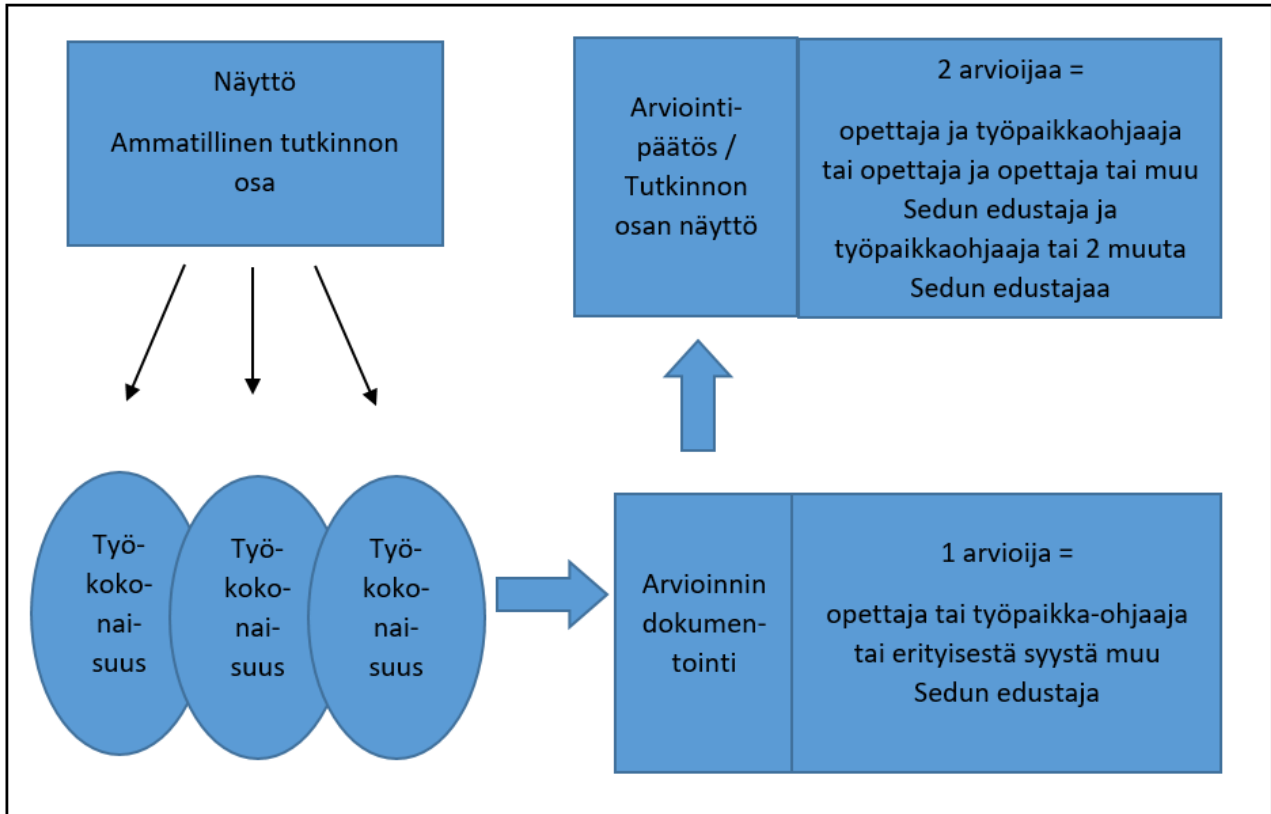 Näyttö
Ammatillinen tutkinnon
osa
Työ-
koko-
nai-
suus
Työ-
koko-
nai-
suus
Työ-
koko-
nai-
suus
Arvioinnin
dokumen-
tointi
1 arvioija =
opettaja tai työpaikka-ohjaaja
tai erityisestä syystä muu
Sedun edustaja
Arviointi-
päätös /
Tutkinnon
osan näyttö
2 arvioijaa =
opettaja ja työpaikkaohjaaja
tai opettaja ja opettaja tai muu
Sedun edustaja ja
työpaikkaohjaaja tai 2 muuta
Sedun edustajaa